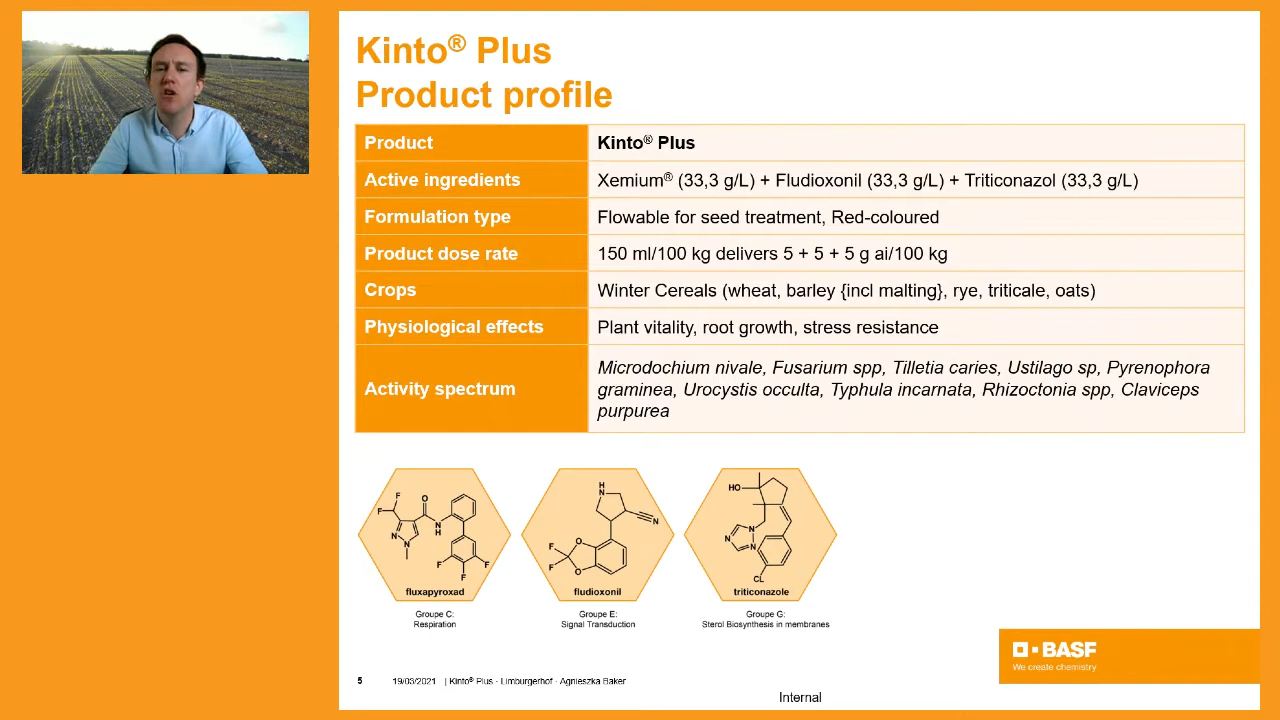 Kinto® Plus
Product profile
Product Kinto® Plus
Active ingredients Xemium® (33,3 g/L) + Fludioxonil (33,3 g/L) + Triticonazol (33,3 g/L)
Formulation type Flowable for seed treatment, Red-coloured
Product dose rate 150 ml/100 kg delivers 5 + 5 + 5 g ai/100 kg
Crops Winter Cereals (wheat, barley {incl malting}, rye, triticale, oats)
Physiological effects Plant vitality, root growth, stress resistance
Activity spectrum
Microdochium nivale, Fusarium spp, Tilletia caries, Ustilago sp, Pyrenophora
graminea, Urocystis occulta, Typhula incarnata, Rhizoctonia spp, Claviceps
purpurea
F
F
O
N
H
N
N
F
F
F
fluxapyroxad
Groupe C:
Respiration
H
N
N
O
F
F
O
fludioxonil
Groupe E:
Signal Transduction
HO
N
N
N
CL
triticonazole
Groupe G:
Sterol Biosynthesis in membranes
BASF
We create chemistry
5 19/03/2021 | Kinto® Plus - Limburgerhof - Agnieszka Baker
Internal